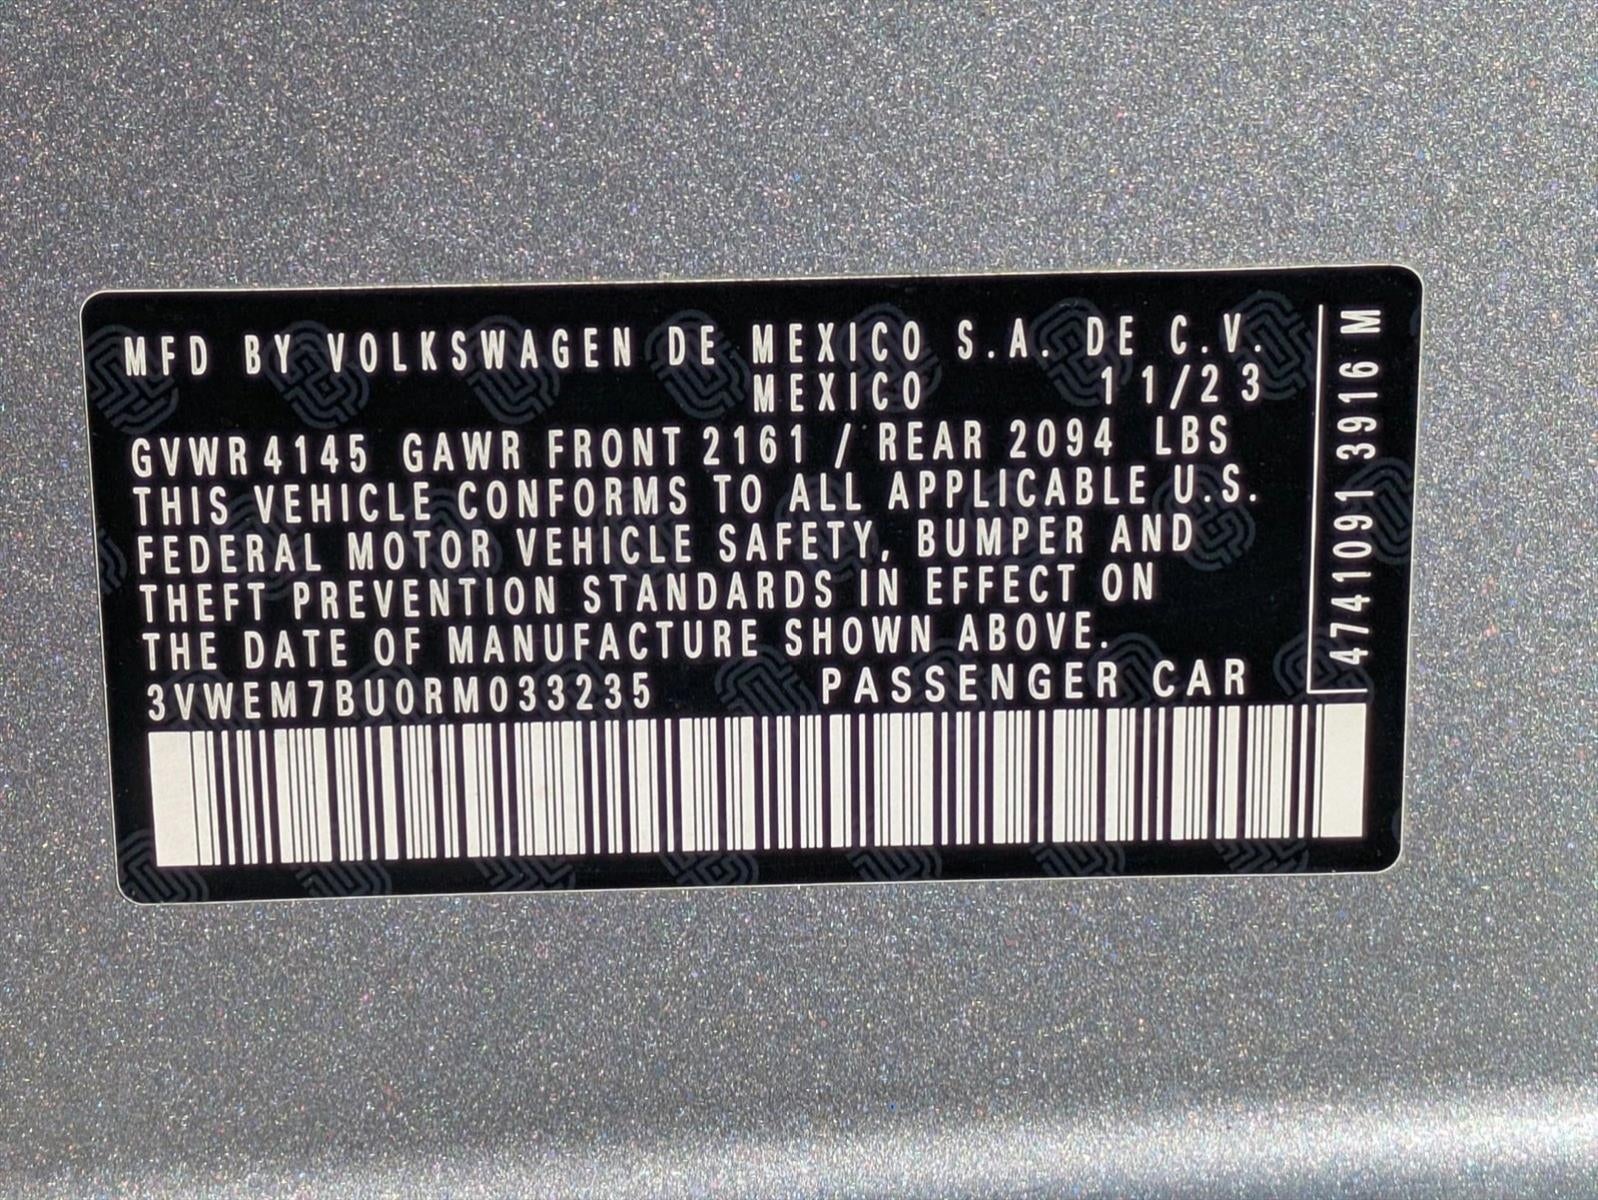 MFD BY VOLKSWAGEN DE MEXICO S.A. DE C.V.
MEXICO 11/23
GVWR 4145 GAWR FRONT 2161 / REAR 2094 LBS
THIS VEHICLE CONFORMS TO ALL APPLICABLE U.S.
FEDERAL MOTOR VEHICLE SAFETY, BUMPER AND
THEFT PREVENTION STANDARDS IN EFFECT ON
THE DATE OF MANUFACTURE SHOWN ABOVE.
3VWEM7BU0RM033235 PASSENGER CAR
4741091 3916 M